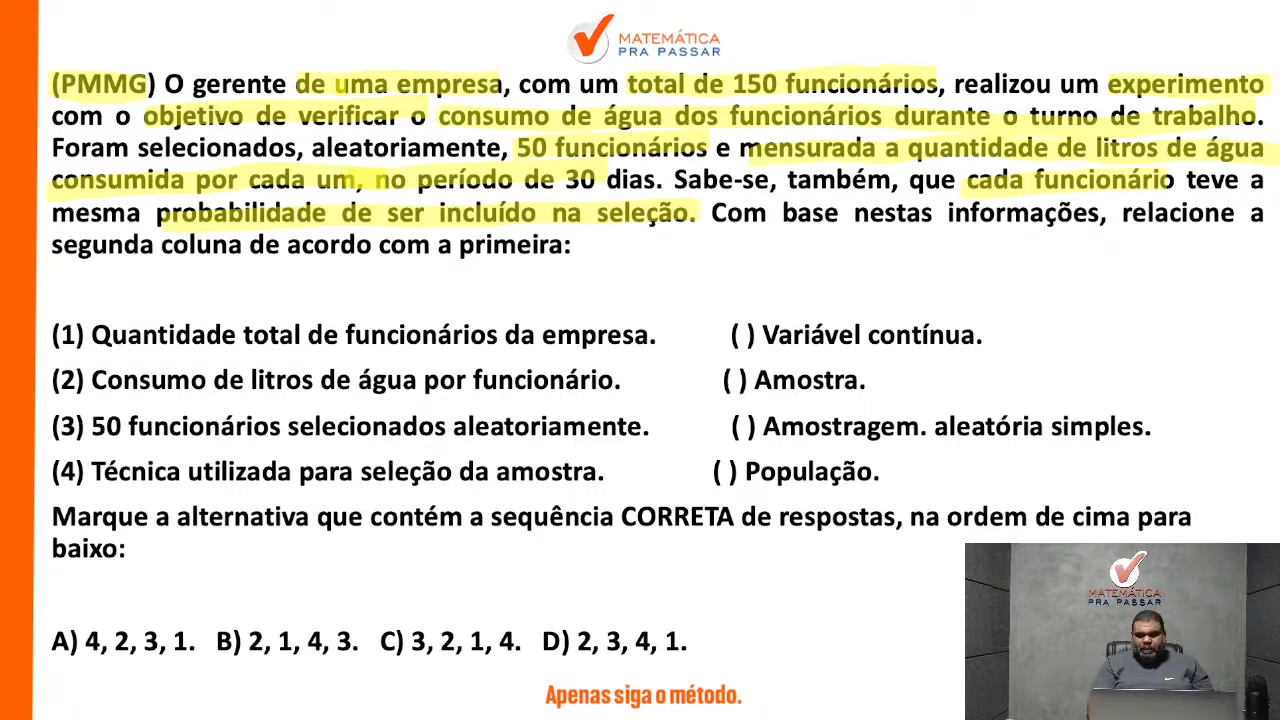 MATEMÁTICA
PRA PASSAR
(PMMG) O gerente de uma empresa, com um total de 150 funcionários, realizou um experimento
com o objetivo de verificar o consumo de água dos funcionários durante o turno de trabalho.
Foram selecionados, aleatoriamente, 50 funcionários e mensurada a quantidade de litros de água
consumida por cada um, no período de 30 dias. Sabe-se, também, que cada funcionário teve a
mesma probabilidade de ser incluído na seleção. Com base nestas informações, relacione a
segunda coluna de acordo com a primeira:
(1) Quantidade total de funcionários da empresa. ( ) Variável contínua.
(2) Consumo de litros de água por funcionário. ( ) Amostra.
(3) 50 funcionários selecionados aleatoriamente. ( ) Amostragem. aleatória simples.
(4) Técnica utilizada para seleção da amostra. ( ) População.
Marque a alternativa que contém a sequência CORRETA de respostas, na ordem de cima para
baixo:
A) 4, 2, 3, 1. B) 2, 1, 4, 3. C) 3, 2, 1, 4. D) 2, 3, 4, 1.
MATEMÁTICA
PRA PASSAR
Apenas siga o método.